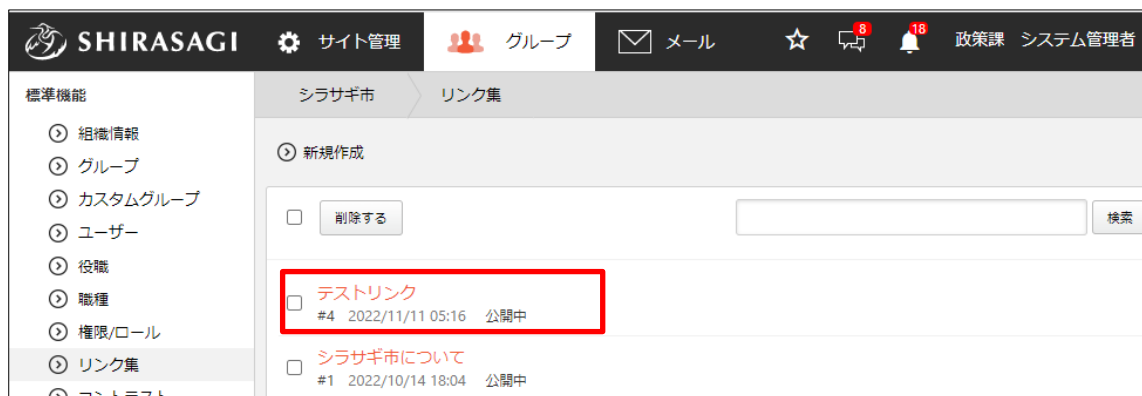 SHIRASAGI サイト管理 グループ メール 8 18 政策課 システム管理者
標準機能
シラサギ市 リンク集
組織情報
グループ
カスタムグループ
ユーザー
役職
職種
権限/ロール
リンク集
新規作成
削除する 検索
テストリンク
#4 2022/11/11 05:16 公開中
シラサギ市について
#1 2022/10/14 18:04 公開中